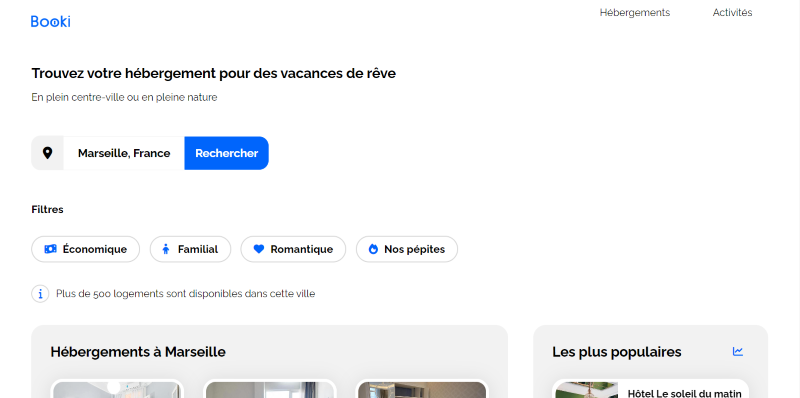 Booki
Hébergements
Activités
Trouvez votre hébergement pour des vacances de rêve
En plein centre-ville ou en pleine nature
Marseille, France
Rechercher
Filtres
Économique
Familial
Romantique
Nos pépites
Plus de 500 logements sont disponibles dans cette ville
Hébergements à Marseille
Les plus populaires
Hôtel Le soleil du matin